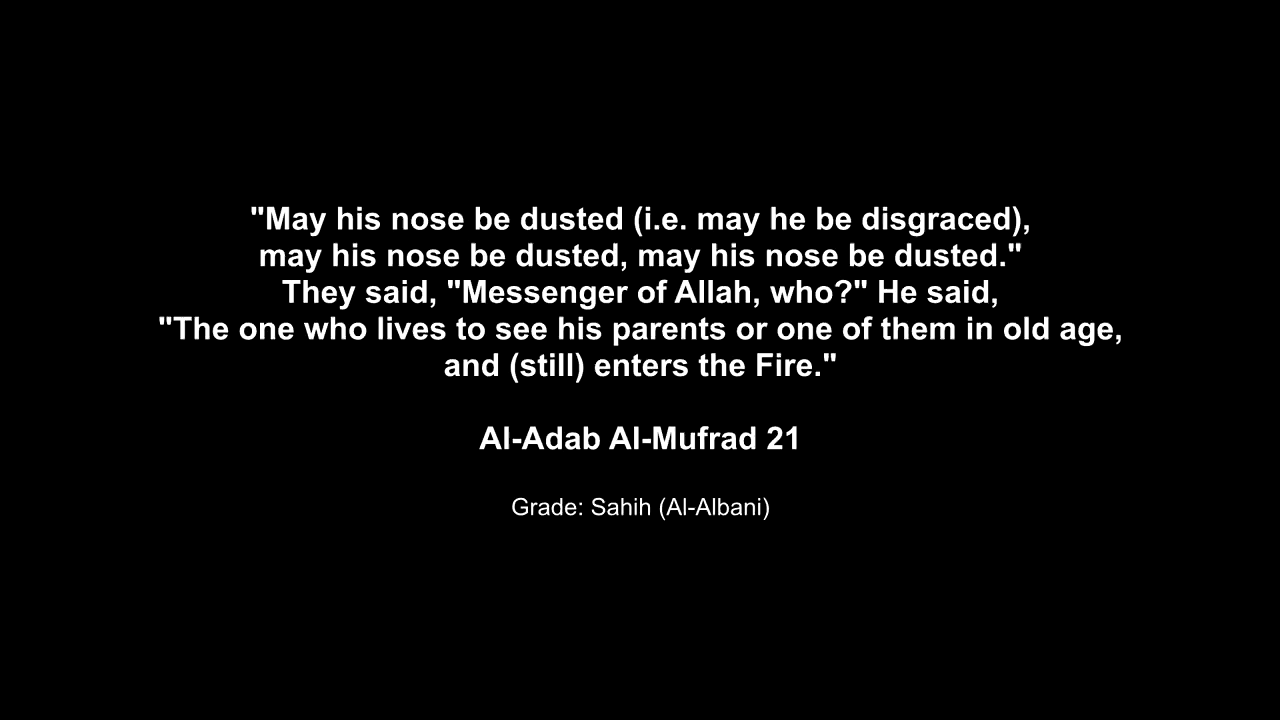 "May his nose be dusted (i.e. may he be disgraced),
may his nose be dusted, may his nose be dusted."
They said, "Messenger of Allah, who?" He said,
"The one who lives to see his parents or one of them in old age,
and (still) enters the Fire."
Al-Adab Al-Mufrad 21
Grade: Sahih (Al-Albani)